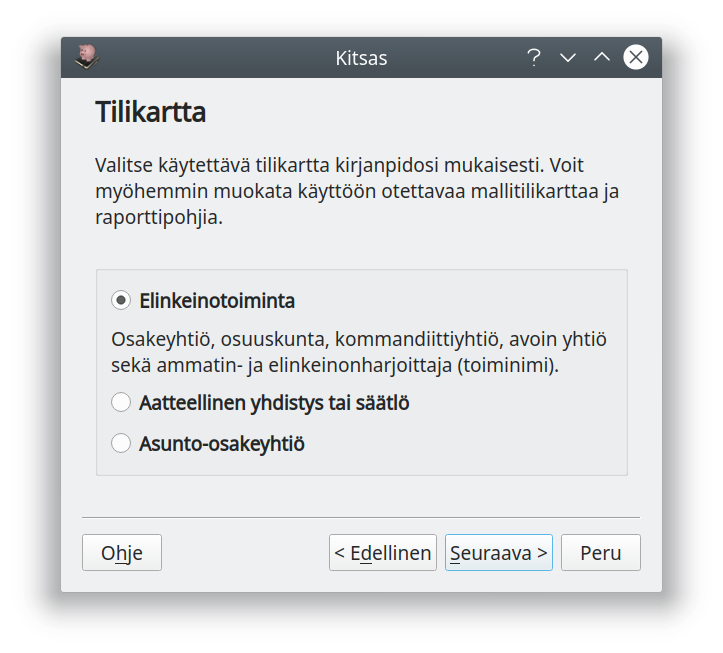 Kitsas
Tilikartta
Valitse käytettävä tilikartta kirjanpidosi mukaisesti. Voit
myöhemmin muokata käyttöön otettavaa mallitilikarttaa ja
raporttipohjia.
Elinkeinotoiminta
Osakeyhtiö, osuuskunta, kommandiittiyhtiö, avoin yhtiö
sekä ammatin- ja elinkeinonharjoittaja (toiminimi).
Aatteellinen yhdistys tai säätlö
Asunto-osakeyhtiö
Ohje < Edellinen Seuraava > Peru